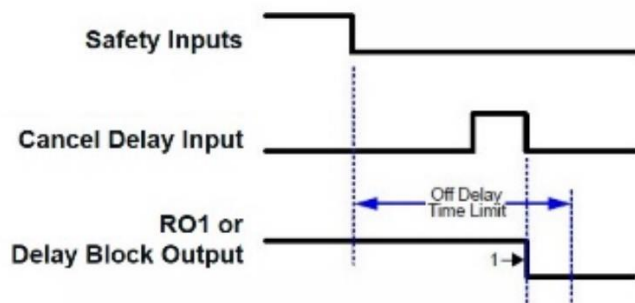 Safety Inputs
Cancel Delay Input
Off Delay
Time Limit
RO1 or
Delay Block Output
1